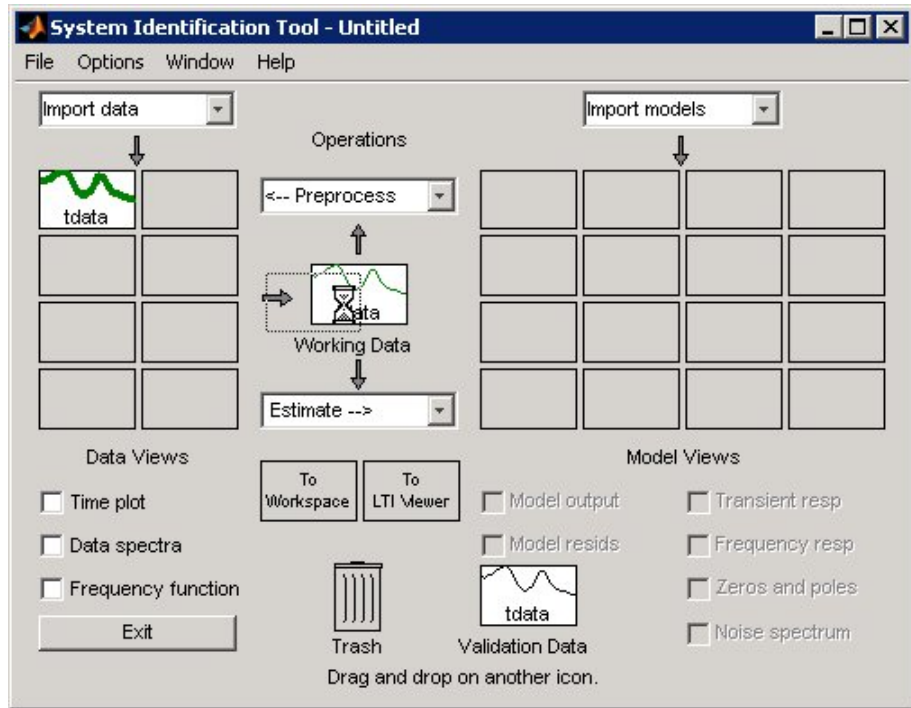 System Identification Tool - Untitled
File Options Window Help
Import data
Import models
Operations
<-- Preprocess
tdata
Working Data
Estimate -->
Data Views
Model Views
To Workspace
To LTI Viewer
Time plot
Data spectra
Frequency function
Model output
Model resids
Transient resp
Frequency resp
Zeros and poles
Noise spectrum
Exit
Trash
tdata
Validation Data
Drag and drop on another icon.